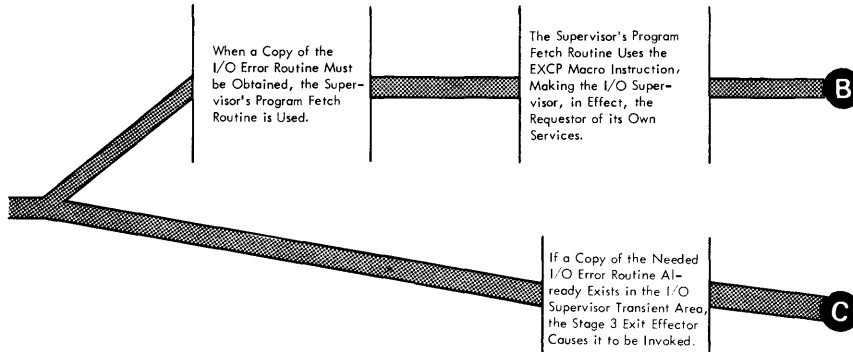 When a Copy of the
I/O Error Routine Must
be Obtained, the Super-
visor's Program Fetch
Routine is Used.
The Supervisor's Program
Fetch Routine Uses the
EXCP Macro Instruction,
Making the I/O Super-
visor, in Effect, the
Requestor of its Own
Services.
B
If a Copy of the Needed
I/O Error Routine Al-
ready Exists in the I/O
Supervisor Transient Area,
the Stage 3 Exit Effector
Causes it to be Invoked.
C